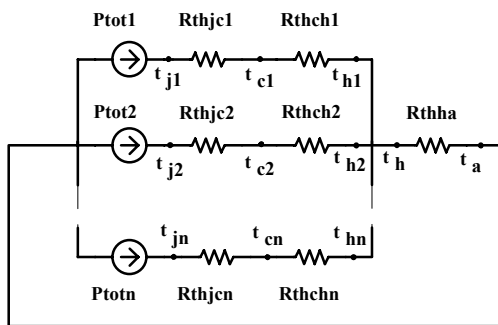 Ptot1 Rthjc1 Rthch1
t j1 t c1 t h1
Ptot2 Rthjc2 Rthch2 Rthha
t j2 t c2 t h2 t h t a
t jn t cn t hn
Ptotn Rthjcn Rthchn